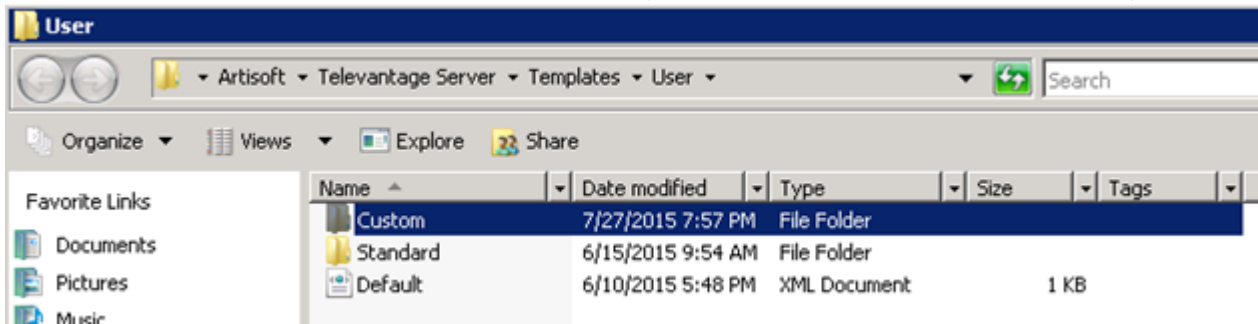 User
Artisoft Televantage Server Templates User Search
Organize Views Explore Share
Favorite Links Name Date modified Type Size Tags
Custom 7/27/2015 7:57 PM File Folder
Documents Standard 6/15/2015 9:54 AM File Folder
Pictures Default 6/10/2015 5:48 PM XML Document 1 KB
Music